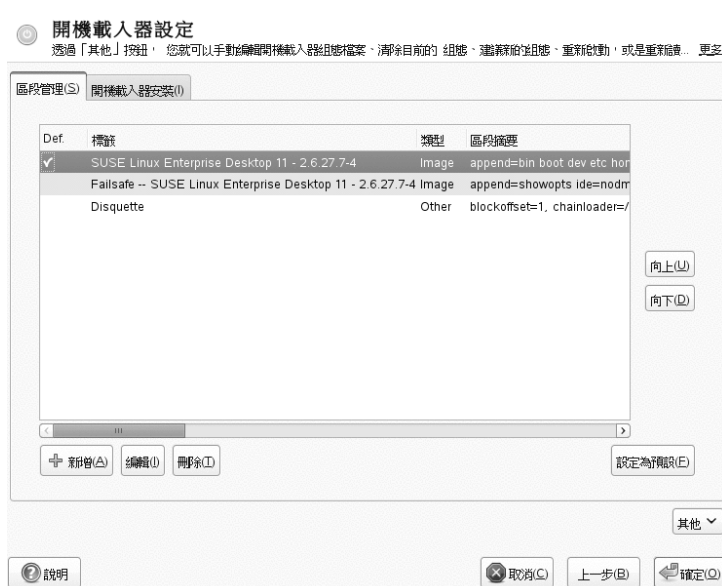 開機載入器設定
透過「其他」按鈕， 您就可以手動編輯開機載入器組態檔案、清除目前的 組態、建議新的組態、重新啟動，或是重新讀... 更多
區段管理(S) 開機載入器安裝(I)
Def. 標籤 類型 區段摘要
SUSE Linux Enterprise Desktop 11 - 2.6.27.7-4 Image append=bin boot dev etc hor
Failsafe -- SUSE Linux Enterprise Desktop 11 - 2.6.27.7-4 Image append=showopts ide=nodm
Disquette Other blockoffset=1, chainloader=/
向上(U)
向下(D)
新增(A) 編輯(I) 刪除(T) 設定為預設(F)
其他
說明 取消(C) 上一步(B) 確定(O)